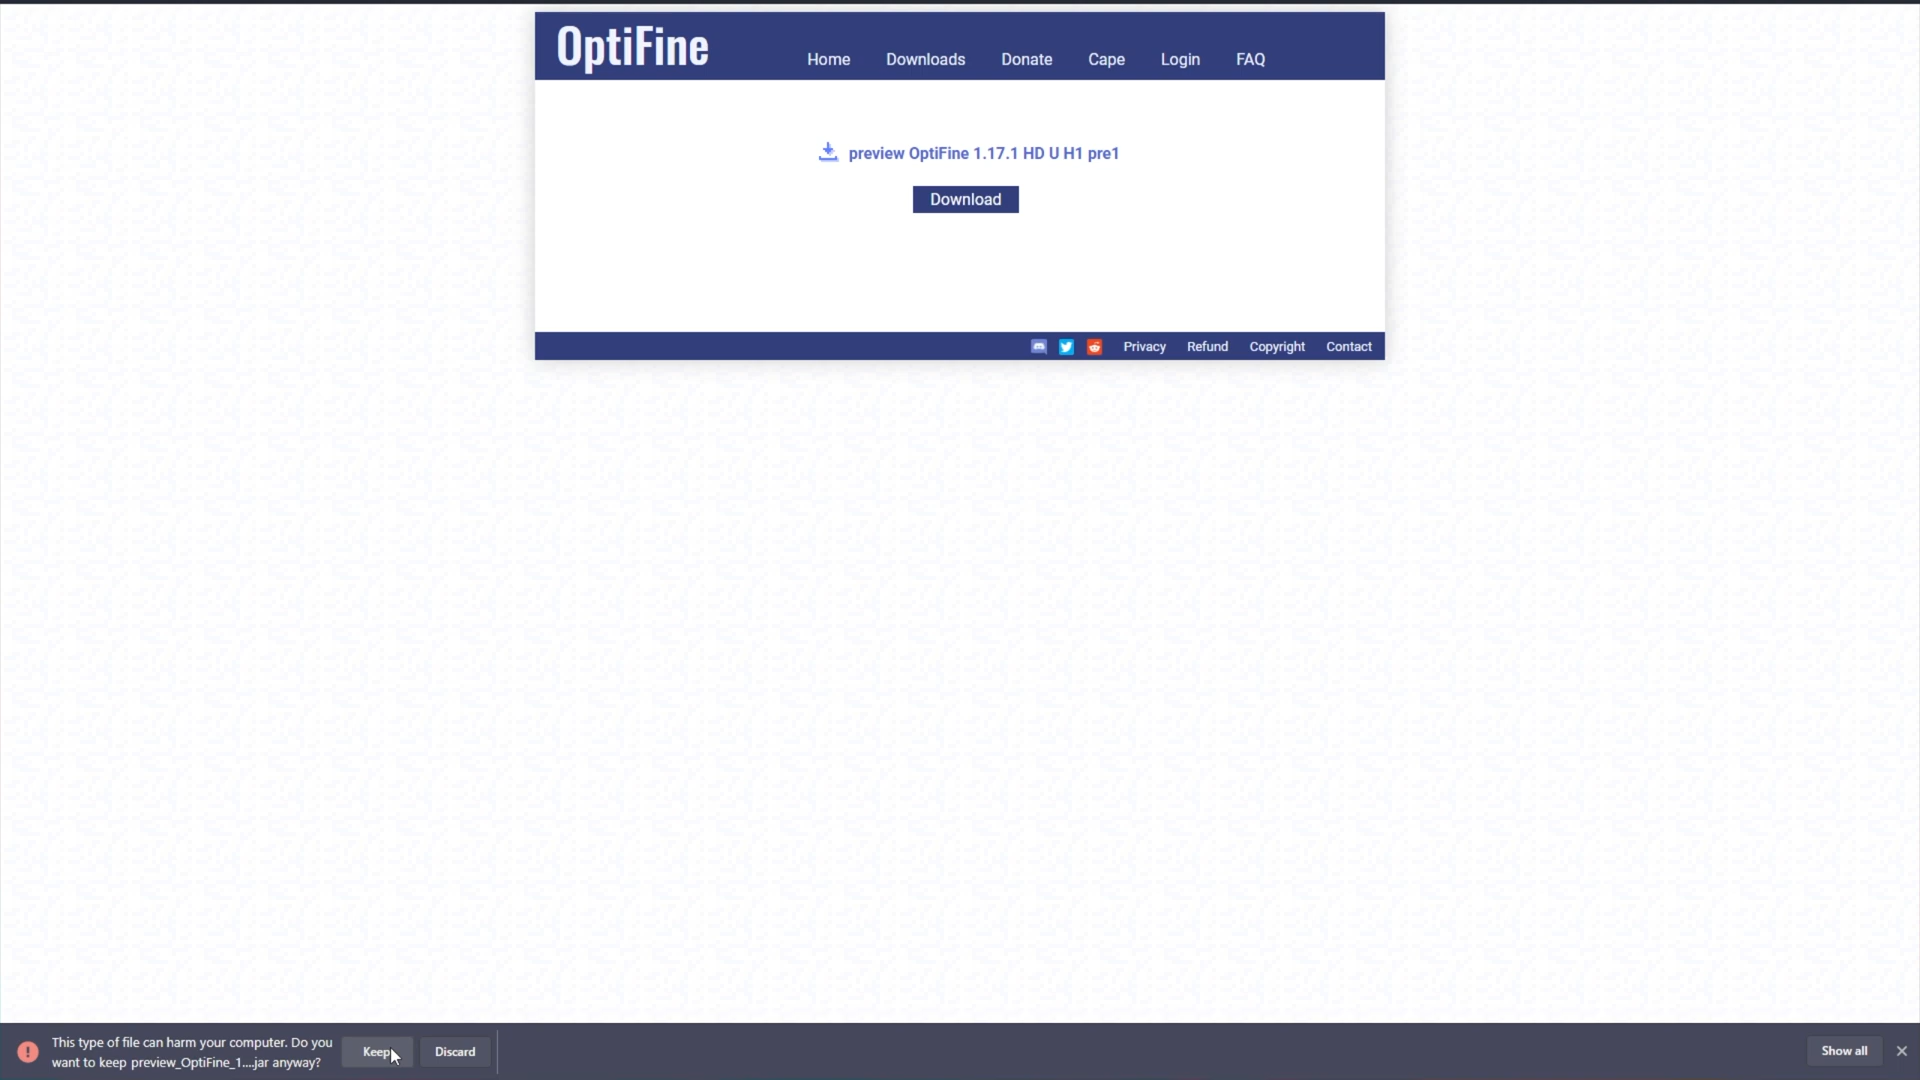 OptiFine
Home Downloads Donate Cape Login FAQ
preview OptiFine 1.17.1 HD U H1 pre1
Download
Privacy Refund Copyright Contact
This type of file can harm your computer. Do you
want to keep preview_OptiFine_1....jar anyway?
Keep Discard
Show all